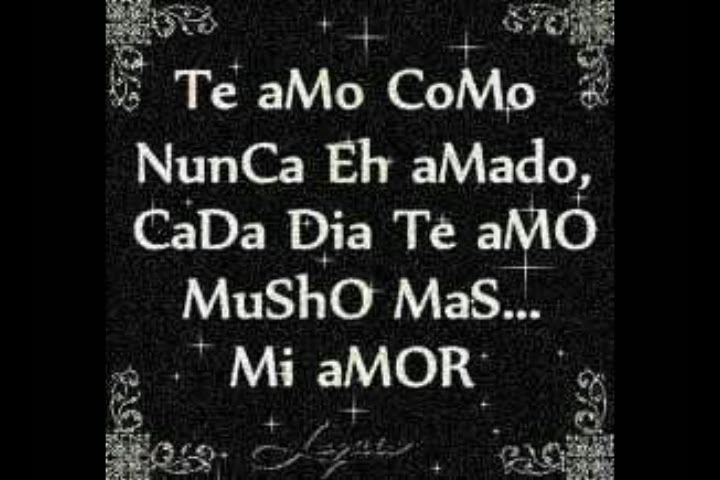 Te aMo CoMo
NunCa Eh aMado,
CaDa Dia Te aMO
MuShO MaS...
Mi aMOR